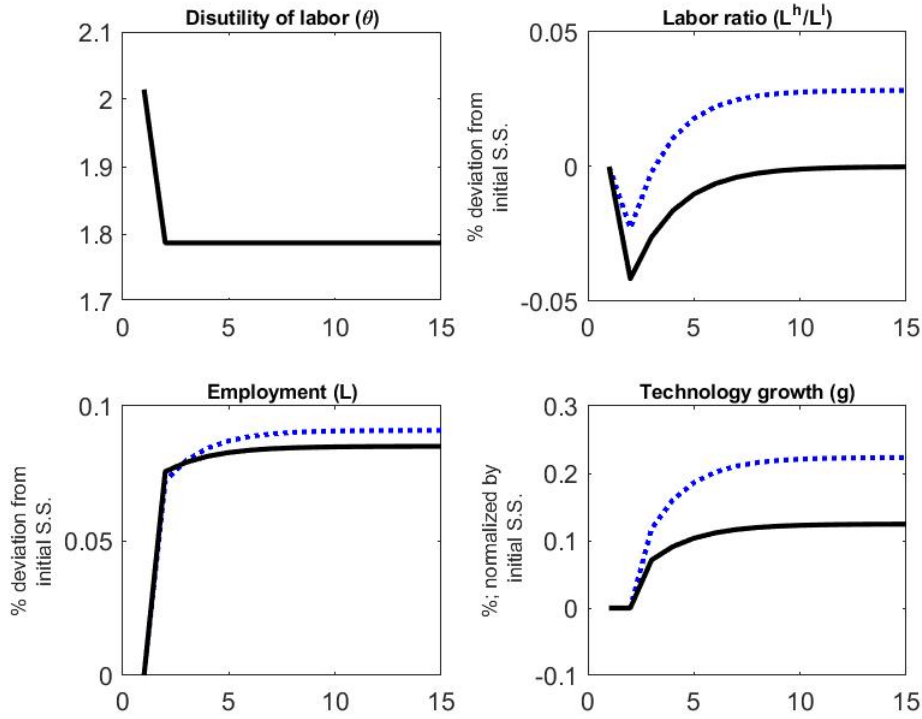 Disutility of labor (θ)
2.1
2
1.9
1.8
1.7
0 5 10 15
Labor ratio (L^h/L^l)
% deviation from
initial S.S.
0.05
0
-0.05
0 5 10 15
Employment (L)
% deviation from
initial S.S.
0.1
0.05
0
0 5 10 15
Technology growth (g)
%; normalized by
initial S.S.
0.3
0.2
0.1
0
-0.1
0 5 10 15